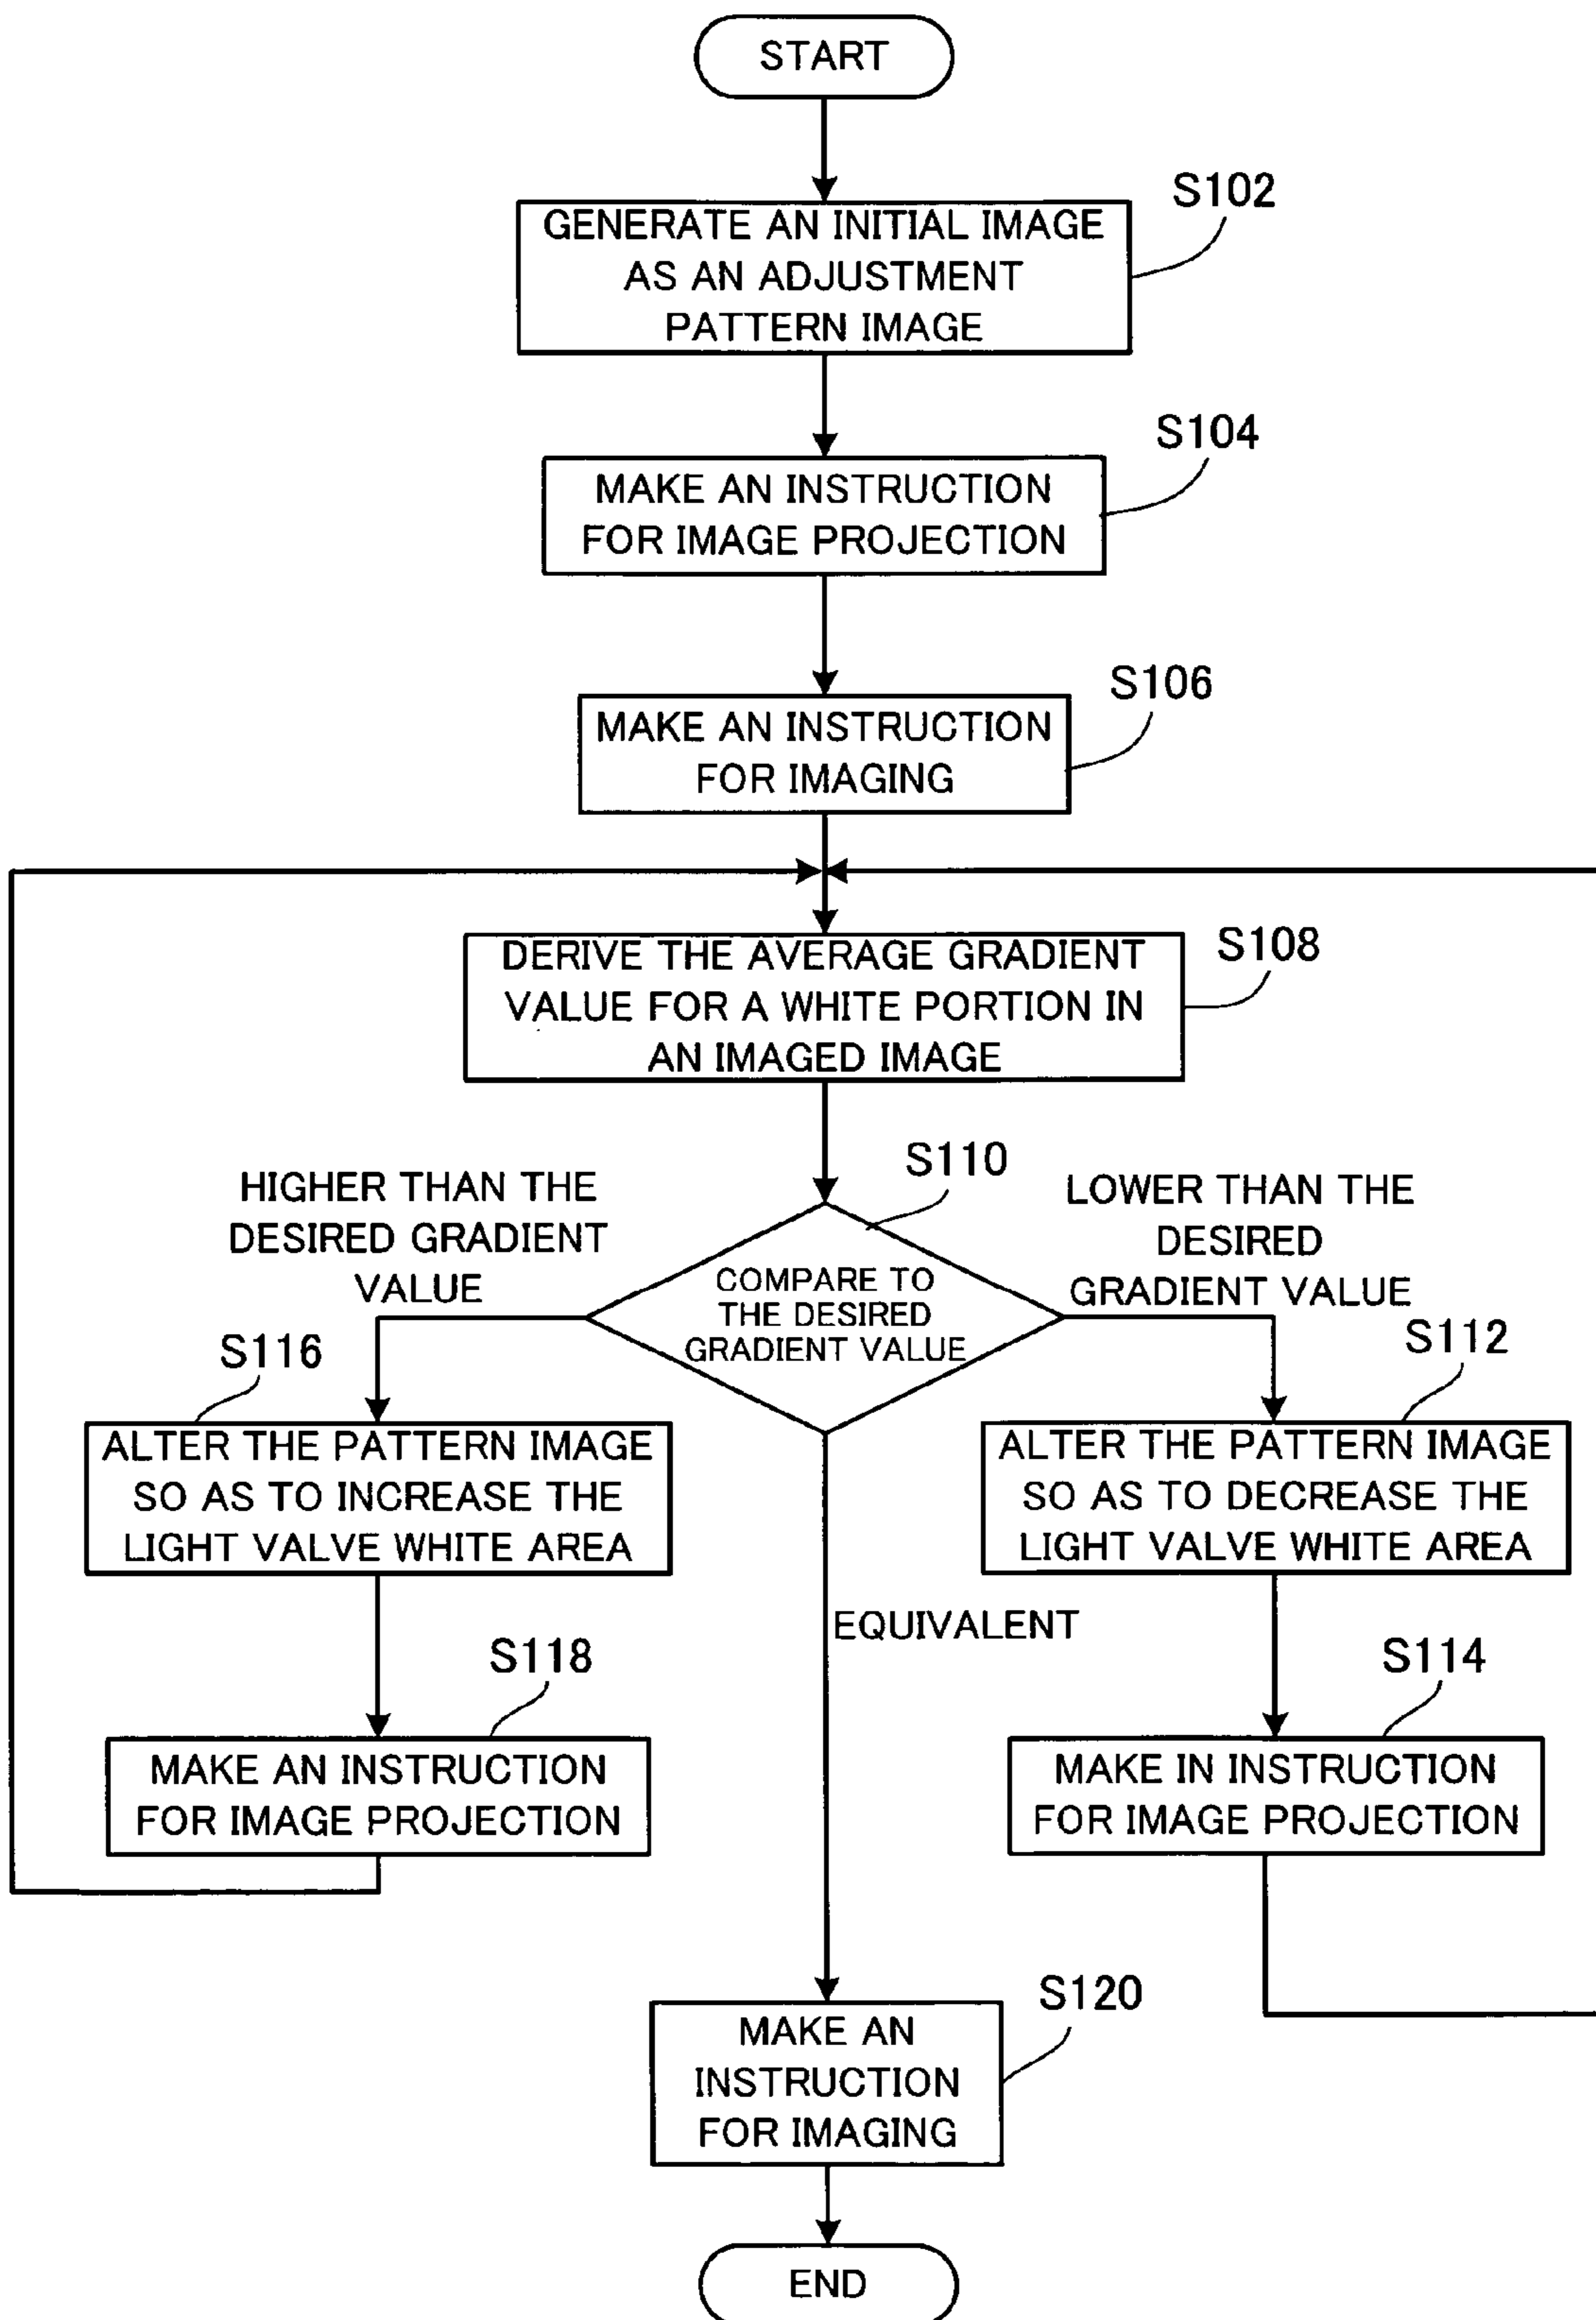 START
S102
GENERATE AN INITIAL IMAGE
AS AN ADJUSTMENT
PATTERN IMAGE
S104
MAKE AN INSTRUCTION
FOR IMAGE PROJECTION
S106
MAKE AN INSTRUCTION
FOR IMAGING
S108
DERIVE THE AVERAGE GRADIENT
VALUE FOR A WHITE PORTION IN
AN IMAGED IMAGE
S110
COMPARE TO
THE DESIRED
GRADIENT VALUE
HIGHER THAN THE
DESIRED GRADIENT
VALUE
LOWER THAN THE
DESIRED
GRADIENT VALUE
S116
ALTER THE PATTERN IMAGE
SO AS TO INCREASE THE
LIGHT VALVE WHITE AREA
S112
ALTER THE PATTERN IMAGE
SO AS TO DECREASE THE
LIGHT VALVE WHITE AREA
EQUIVALENT
S118
MAKE AN INSTRUCTION
FOR IMAGE PROJECTION
S114
MAKE IN INSTRUCTION
FOR IMAGE PROJECTION
S120
MAKE AN
INSTRUCTION
FOR IMAGING
END